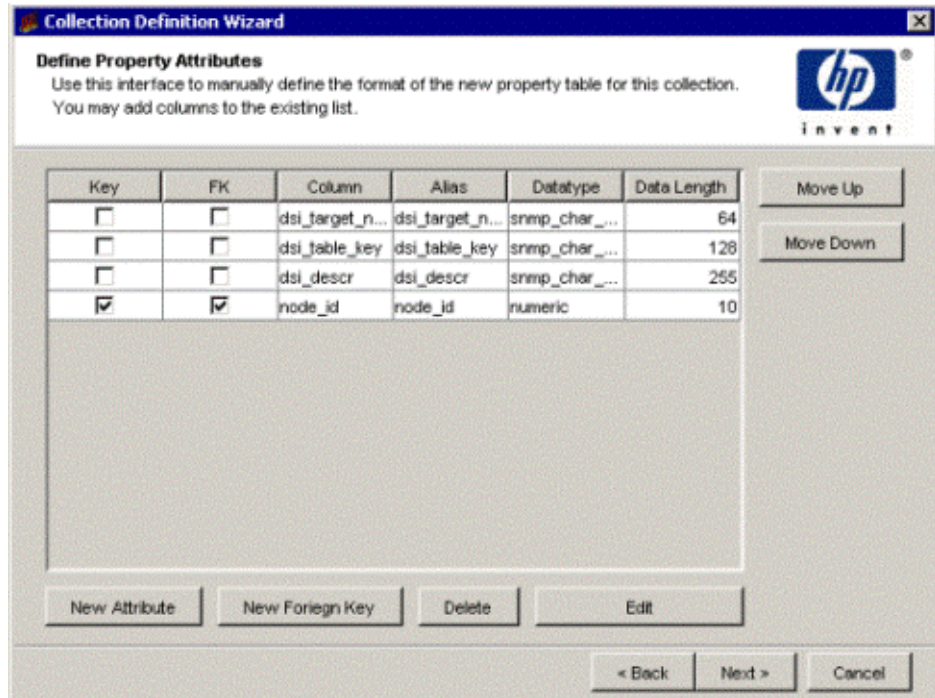 Collection Definition Wizard
Define Property Attributes
Use this interface to manually define the format of the new property table for this collection.
You may add columns to the existing list.
hp
®
invent
Key FK Column Alias Datatype Data Length
dsi_target_n... dsi_target_n... snmp_char_... 64
dsi_table_key dsi_table_key snmp_char_... 128
dsi_descr dsi_descr snmp_char_... 255
node_id node_id numeric 10
Move Up
Move Down
New Attribute New Foriegn Key Delete Edit
< Back Next > Cancel